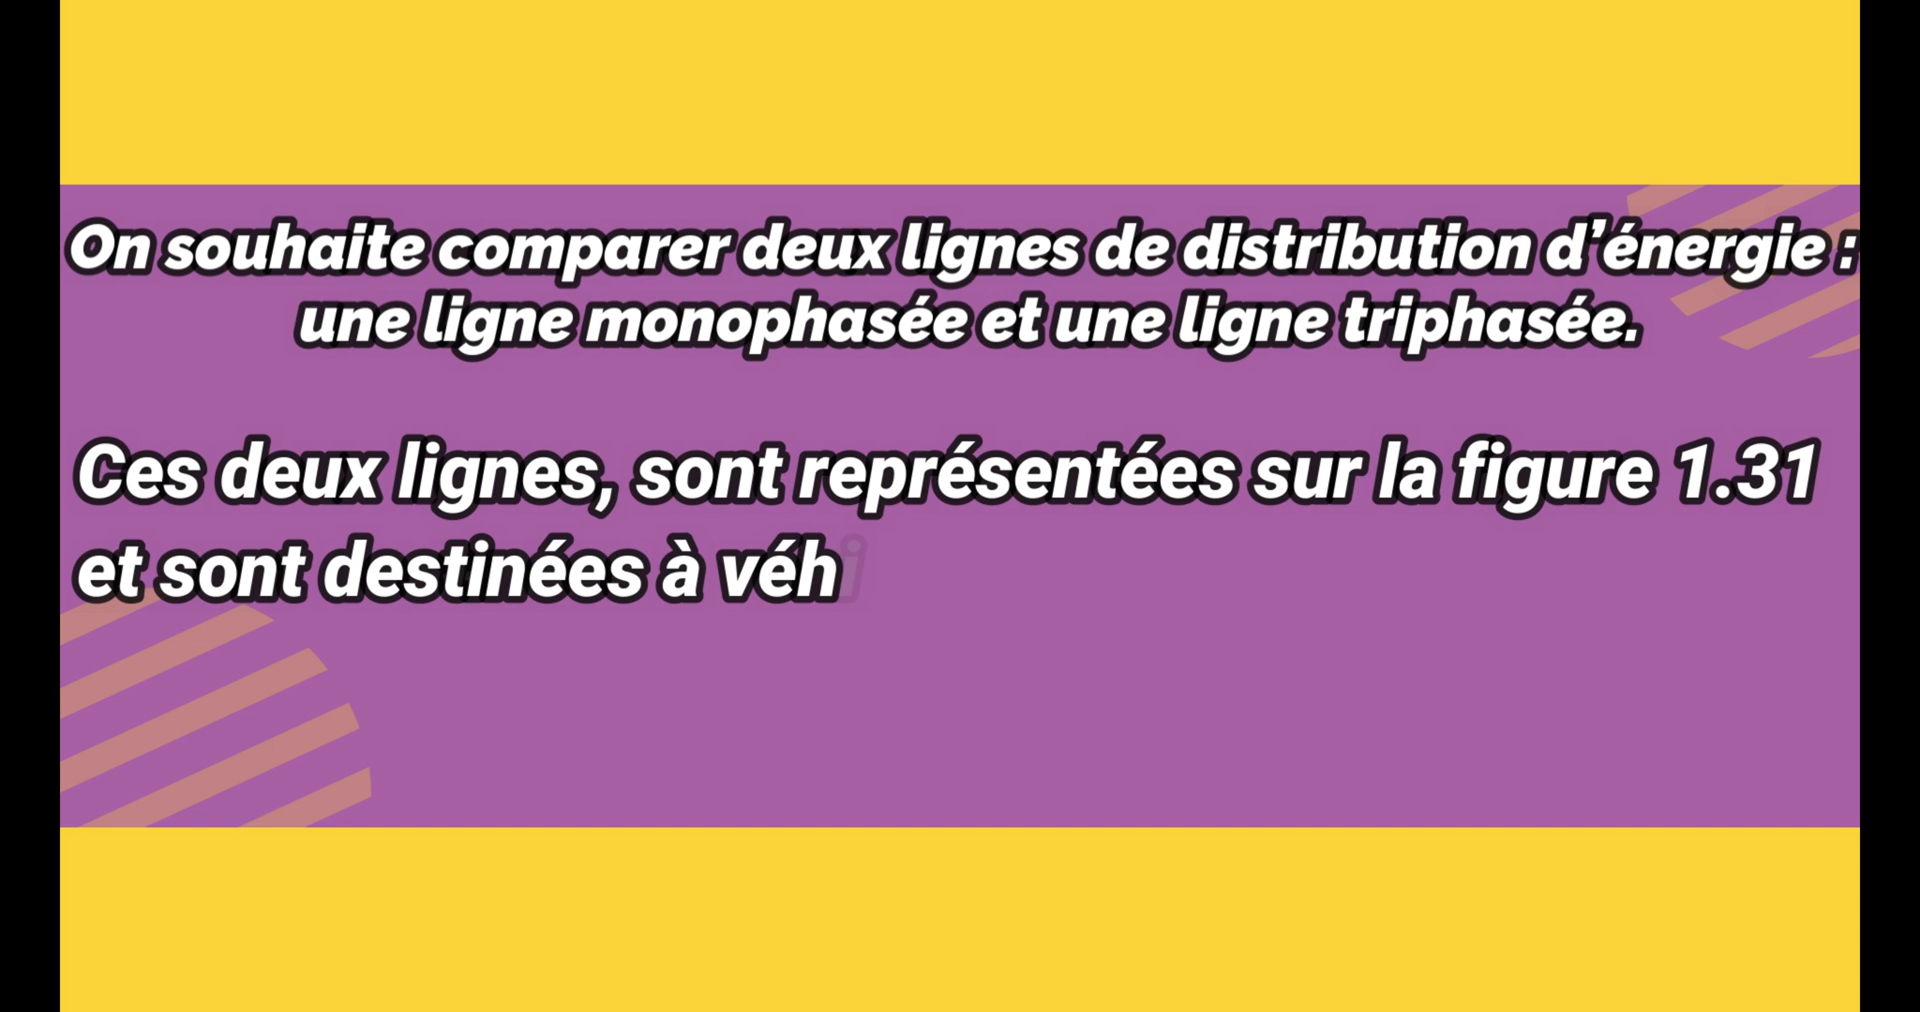 On souhaite comparer deux lignes de distribution d'énergie :
une ligne monophasée et une ligne triphasée.
Ces deux lignes, sont représentées sur la figure 1.31
et sont destinées à véhi